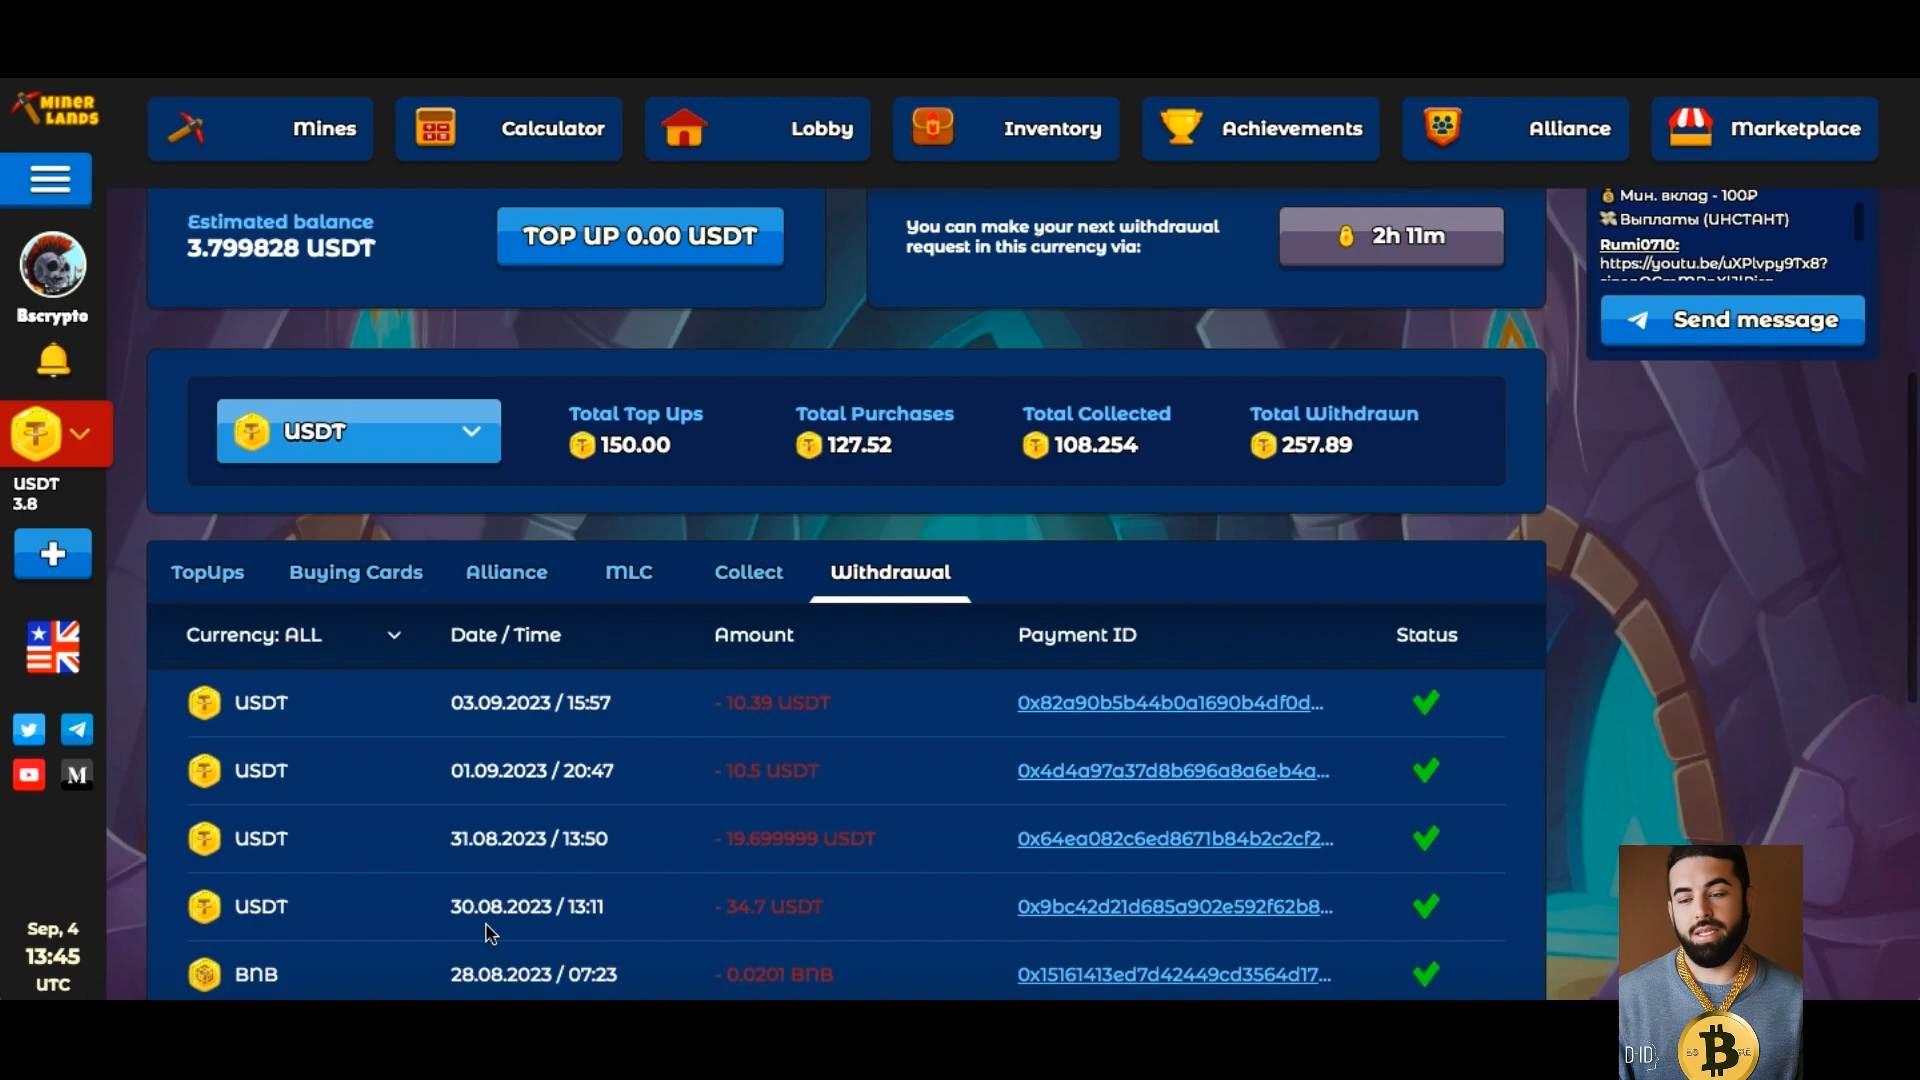 MINER
LANDS
Mines
Calculator
Lobby
Inventory
Achievements
Alliance
Marketplace
Estimated balance
3.799828 USDT
TOP UP 0.00 USDT
You can make your next withdrawal
request in this currency via:
2h 11m
Мин. вклад - 100₽
Выплаты (ИНСТАНТ)
Rumi0710:
https://youtu.be/uXPlvpy9Tx8?
Send message
Bscrypto
USDT
3.8
USDT
Total Top Ups
150.00
Total Purchases
127.52
Total Collected
108.254
Total Withdrawn
257.89
TopUps
Buying Cards
Alliance
MLC
Collect
Withdrawal
Currency: ALL
Date / Time
Amount
Payment ID
Status
USDT 03.09.2023 / 15:57 - 10.39 USDT 0x82a90b5b44b0a1690b4df0d...
USDT 01.09.2023 / 20:47 - 10.5 USDT 0x4d4a97a37d8b696a8a6eb4a...
USDT 31.08.2023 / 13:50 - 19.699999 USDT 0x64ea082c6ed8671b84b2c2cf2...
USDT 30.08.2023 / 13:11 - 34.7 USDT 0x9bc42d21d685a902e592f62b8...
BNB 28.08.2023 / 07:23 - 0.0201 BNB 0x15161413ed7d42449cd3564d17...
M
Sep, 4
13:45
UTC
D-ID